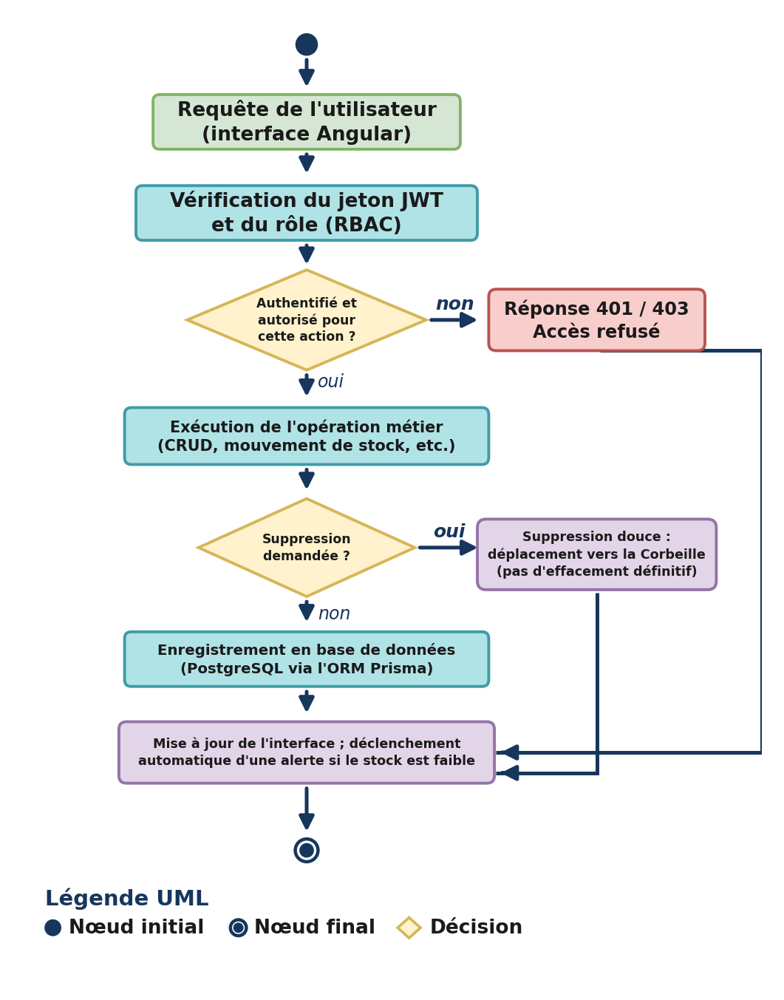 Requête de l'utilisateur
(interface Angular)
Vérification du jeton JWT
et du rôle (RBAC)
Authentifié et
autorisé pour
cette action ?
non
Réponse 401 / 403
Accès refusé
oui
Exécution de l'opération métier
(CRUD, mouvement de stock, etc.)
Suppression
demandée ?
oui
Suppression douce :
déplacement vers la Corbeille
(pas d'effacement définitif)
non
Enregistrement en base de données
(PostgreSQL via l'ORM Prisma)
Mise à jour de l'interface ; déclenchement
automatique d'une alerte si le stock est faible
Légende UML
Nœud initial
Nœud final
Décision